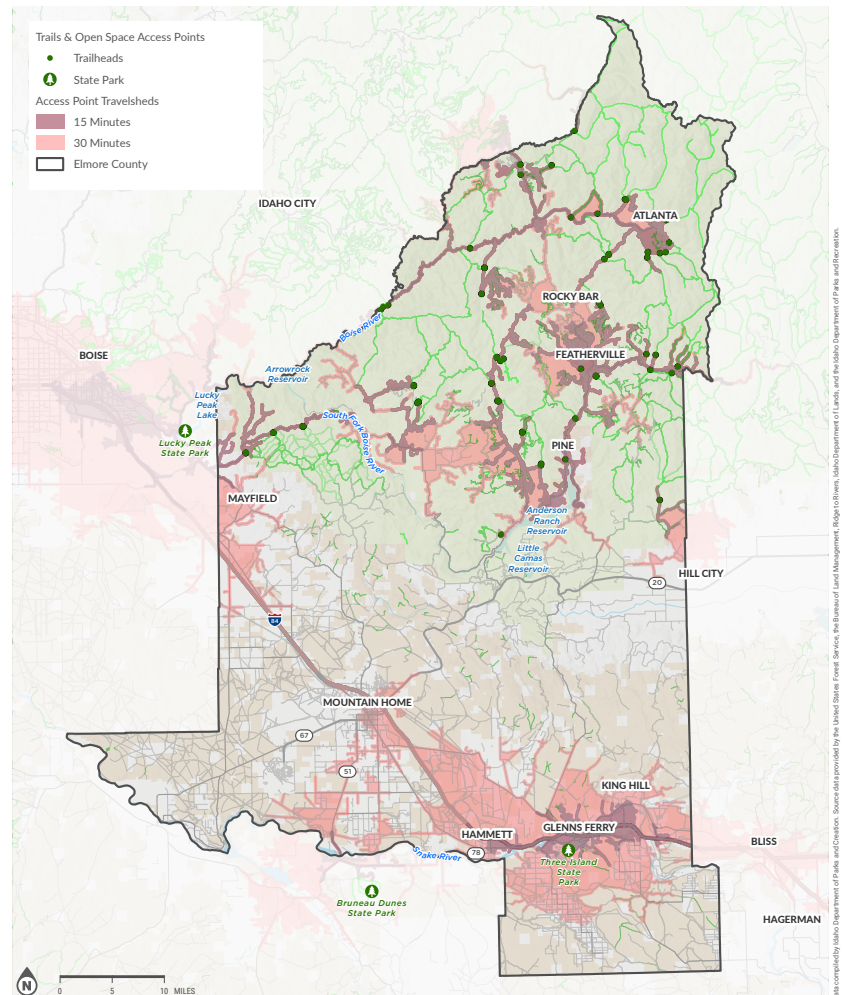 Trails & Open Space Access Points
Trailheads
State Park
Access Point Travelsheds
15 Minutes
30 Minutes
Elmore County
IDAHO CITY
ATLANTA
ROCKY BAR
Boise River
BOISE
FEATHERVILLE
Arrowrock
Reservoir
Lucky
Peak
Lake
South Fork Boise River
Lucky Peak
State Park
PINE
MAYFIELD
Anderson
Ranch
Reservoir
Little
Camas
Reservoir
HILL CITY
20
84
MOUNTAIN HOME
67
51
KING HILL
GLENNS FERRY
HAMMETT
BLISS
78
Snake River
Three Island
State
Park
Bruneau Dunes
State Park
HAGERMAN
N
0 5 10 MILES
ata compiled by Idaho Department of Parks and Creation. Source data provided by the United States Forest Service, the Bureau of Land Management, Ridge to Rivers, Idaho Department of Lands, and the Idaho Department of Parks and Recreation.